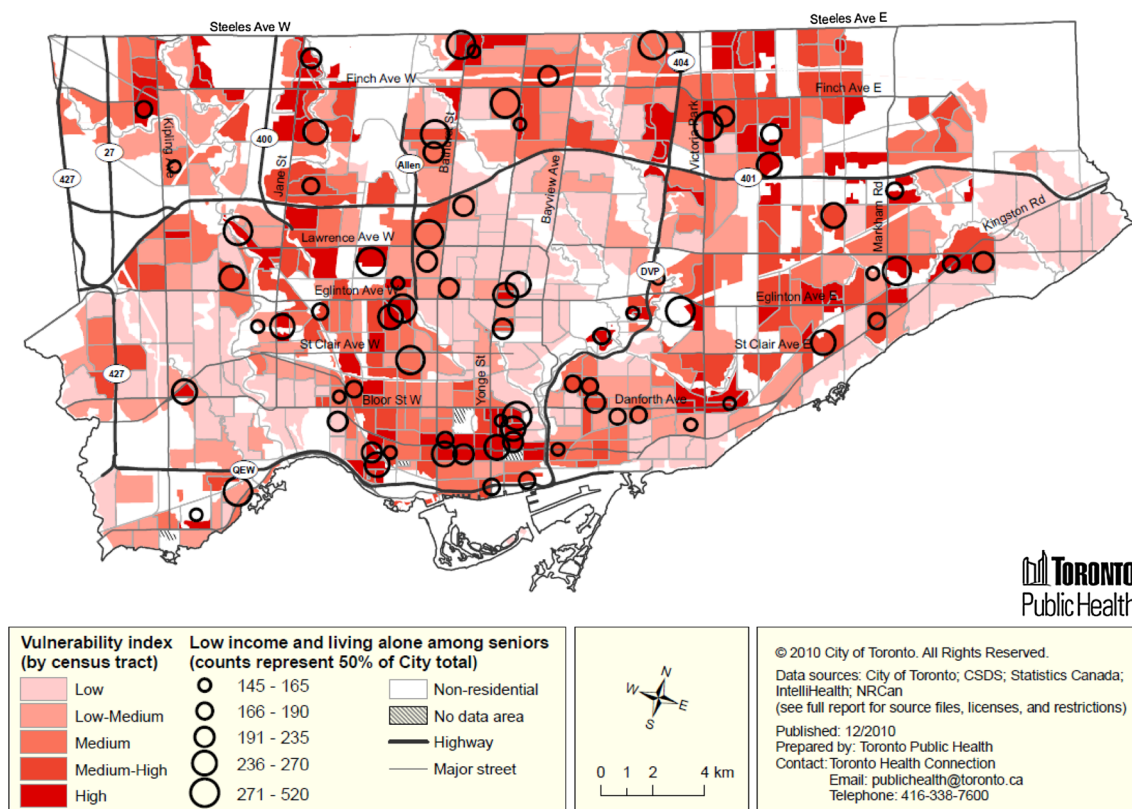 Steeles Ave W
Steeles Ave E
404
Finch Ave W
Finch Ave E
27
Kipling Ave
400
Jane St
Allen
Bathurst St
Bayview Ave
Victoria Park
401
427
Markham Rd
Kingston Rd
Lawrence Ave W
DVP
Eglinton Ave W
Eglinton Ave E
St Clair Ave W
St Clair Ave E
427
Yonge St
Bloor St W
Danforth Ave
QEW
TORONTO
Public Health
Vulnerability index
(by census tract)
Low
Low-Medium
Medium
Medium-High
High
Low income and living alone among seniors
(counts represent 50% of City total)
145 - 165
166 - 190
191 - 235
236 - 270
271 - 520
Non-residential
No data area
Highway
Major street
N
W
E
S
0 1 2 4 km
© 2010 City of Toronto. All Rights Reserved.
Data sources: City of Toronto; CSDS; Statistics Canada;
IntelliHealth; NRCan
(see full report for source files, licenses, and restrictions)
Published: 12/2010
Prepared by: Toronto Public Health
Contact: Toronto Health Connection
Email: publichealth@toronto.ca
Telephone: 416-338-7600